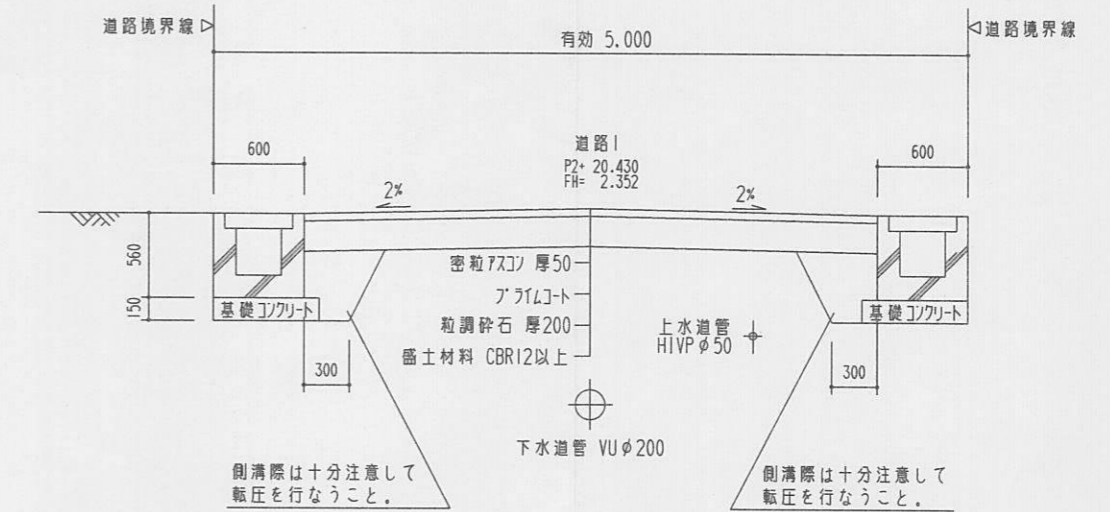 道路境界線
道路境界線
有効 5.000
600
道路1
P2+ 20.430
FH= 2.352
600
2%
2%
560
150
密粒アスコン 厚50
プライムコート
粒調砕石 厚200
盛土材料 CBR12以上
上水道管
HIVPφ50
基礎コンクリート
基礎コンクリート
300
300
下水道管 VUφ200
側溝際は十分注意して
転圧を行なうこと.
側溝際は十分注意して
転圧を行なうこと.